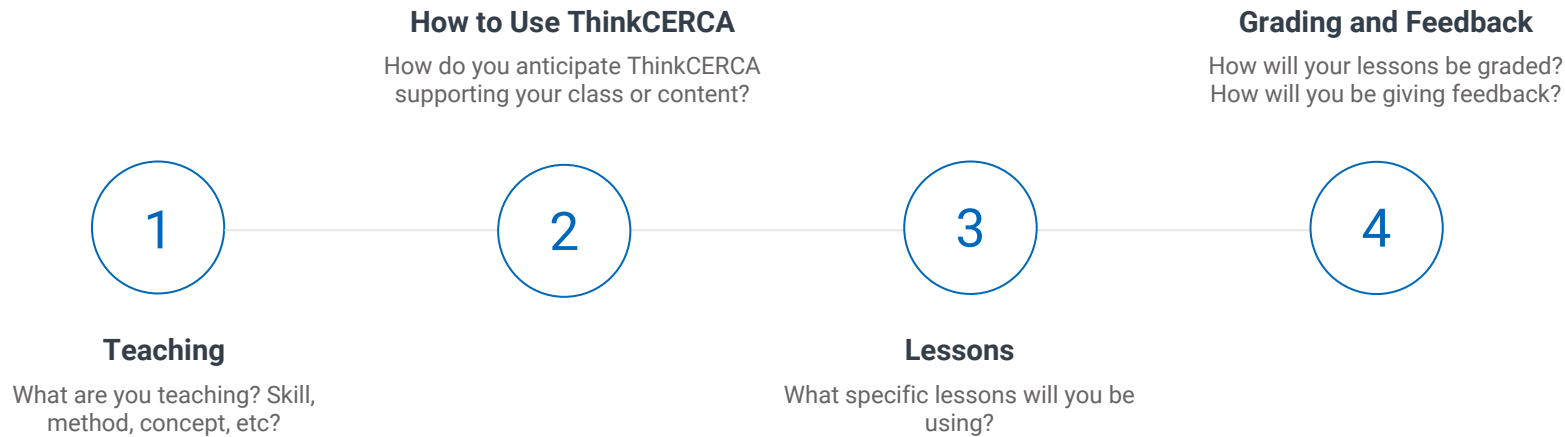 How to Use ThinkCERCA
How do you anticipate ThinkCERCA
supporting your class or content?
Grading and Feedback
How will your lessons be graded?
How will you be giving feedback?
1
2
3
4
Teaching
What are you teaching? Skill,
method, concept, etc?
Lessons
What specific lessons will you be
using?